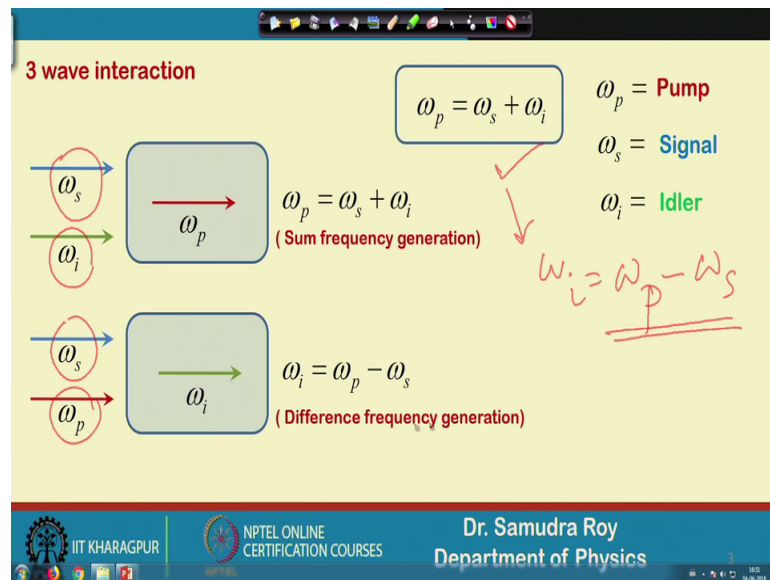 3 wave interaction
ωp = ωs + ωi
ωp = Pump
ωs = Signal
ωi = Idler
ωs
ωi
ωp
ωp = ωs + ωi
( Sum frequency generation)
ωi = ωp − ωs
ωs
ωp
ωi
ωi = ωp − ωs
( Difference frequency generation)
IIT KHARAGPUR
NPTEL ONLINE
CERTIFICATION COURSES
Dr. Samudra Roy
Department of Physics
3
16:51